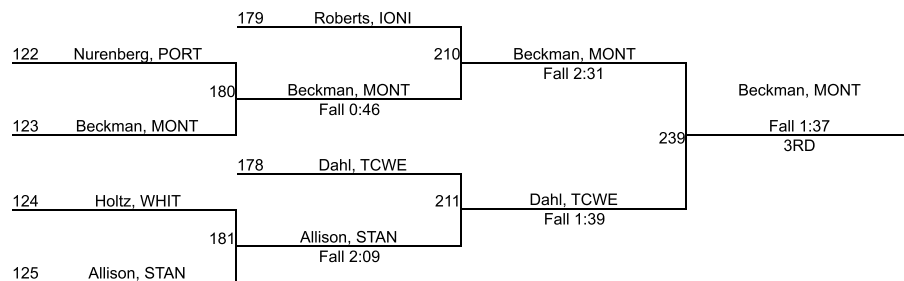 179 Roberts, IONI
122 Nurenberg, PORT
210 Beckman, MONT
Fall 2:31
180 Beckman, MONT
Fall 0:46
Beckman, MONT
123 Beckman, MONT
Fall 1:37
239
3RD
178 Dahl, TCWE
124 Holtz, WHIT
211 Dahl, TCWE
Fall 1:39
181 Allison, STAN
Fall 2:09
125 Allison, STAN